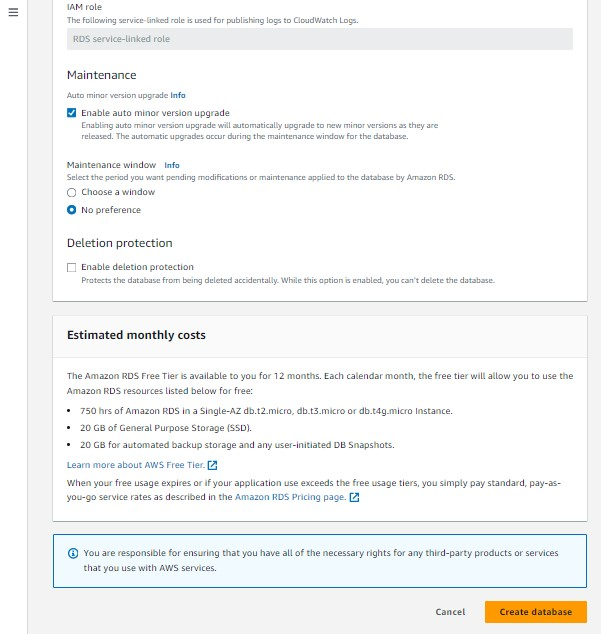 IAM role
The following service-linked role is used for publishing logs to CloudWatch Logs.
RDS service-linked role
Maintenance
Auto minor version upgrade Info
Enable auto minor version upgrade
Enabling auto minor version upgrade will automatically upgrade to new minor versions as they are
released. The automatic upgrades occur during the maintenance window for the database.
Maintenance window Info
Select the period you want pending modifications or maintenance applied to the database by Amazon RDS.
Choose a window
No preference
Deletion protection
Enable deletion protection
Protects the database from being deleted accidentally. While this option is enabled, you can't delete the database.
Estimated monthly costs
The Amazon RDS Free Tier is available to you for 12 months. Each calendar month, the free tier will allow you to use the
Amazon RDS resources listed below for free:
• 750 hrs of Amazon RDS in a Single-AZ db.t2.micro, db.t3.micro or db.t4g.micro Instance.
• 20 GB of General Purpose Storage (SSD).
• 20 GB for automated backup storage and any user-initiated DB Snapshots.
Learn more about AWS Free Tier.
When your free usage expires or if your application use exceeds the free usage tiers, you simply pay standard, pay-as-
you-go service rates as described in the Amazon RDS Pricing page.
You are responsible for ensuring that you have all of the necessary rights for any third-party products or services
that you use with AWS services.
Cancel Create database